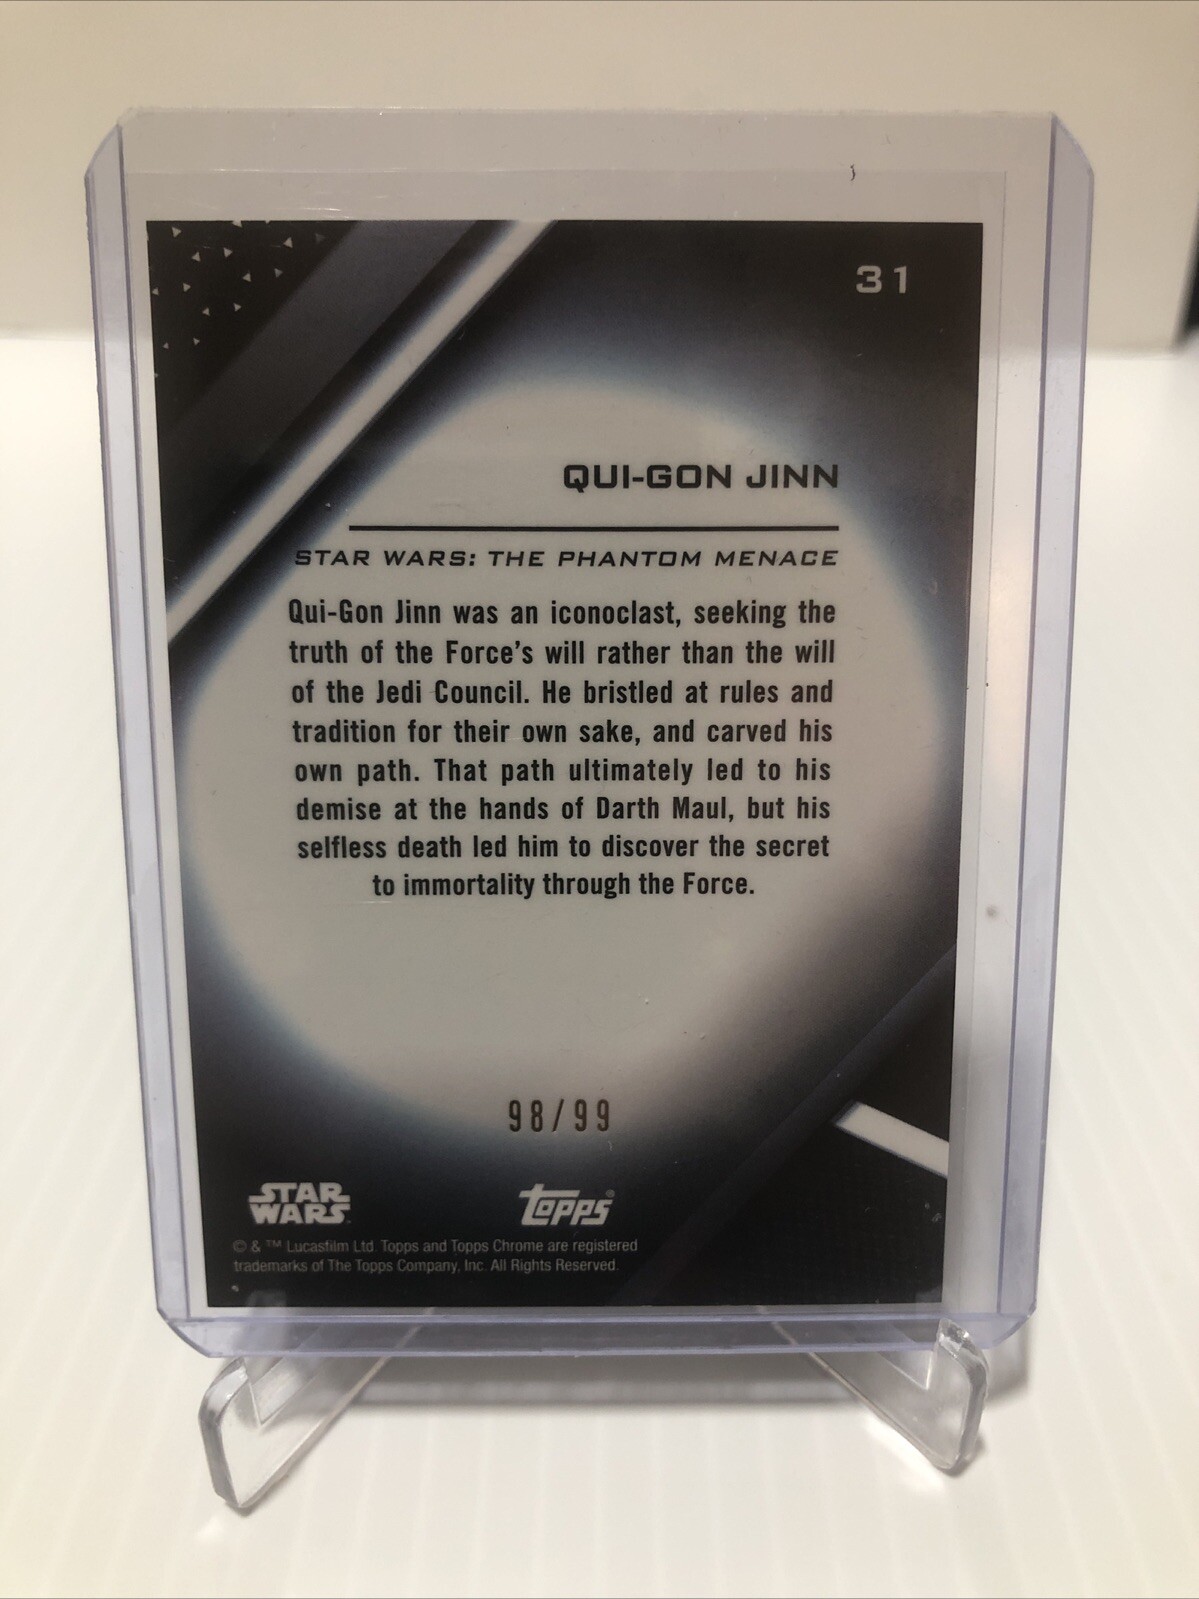 31
QUI-GON JINN
STAR WARS: THE PHANTOM MENACE
Qui-Gon Jinn was an iconoclast, seeking the
truth of the Force's will rather than the will
of the Jedi Council. He bristled at rules and
tradition for their own sake, and carved his
own path. That path ultimately led to his
demise at the hands of Darth Maul, but his
selfless death led him to discover the secret
to immortality through the Force.
98/99
STAR
WARS
topps®
© & ™ Lucasfilm Ltd. Topps and Topps Chrome are registered
trademarks of The Topps Company, Inc. All Rights Reserved.